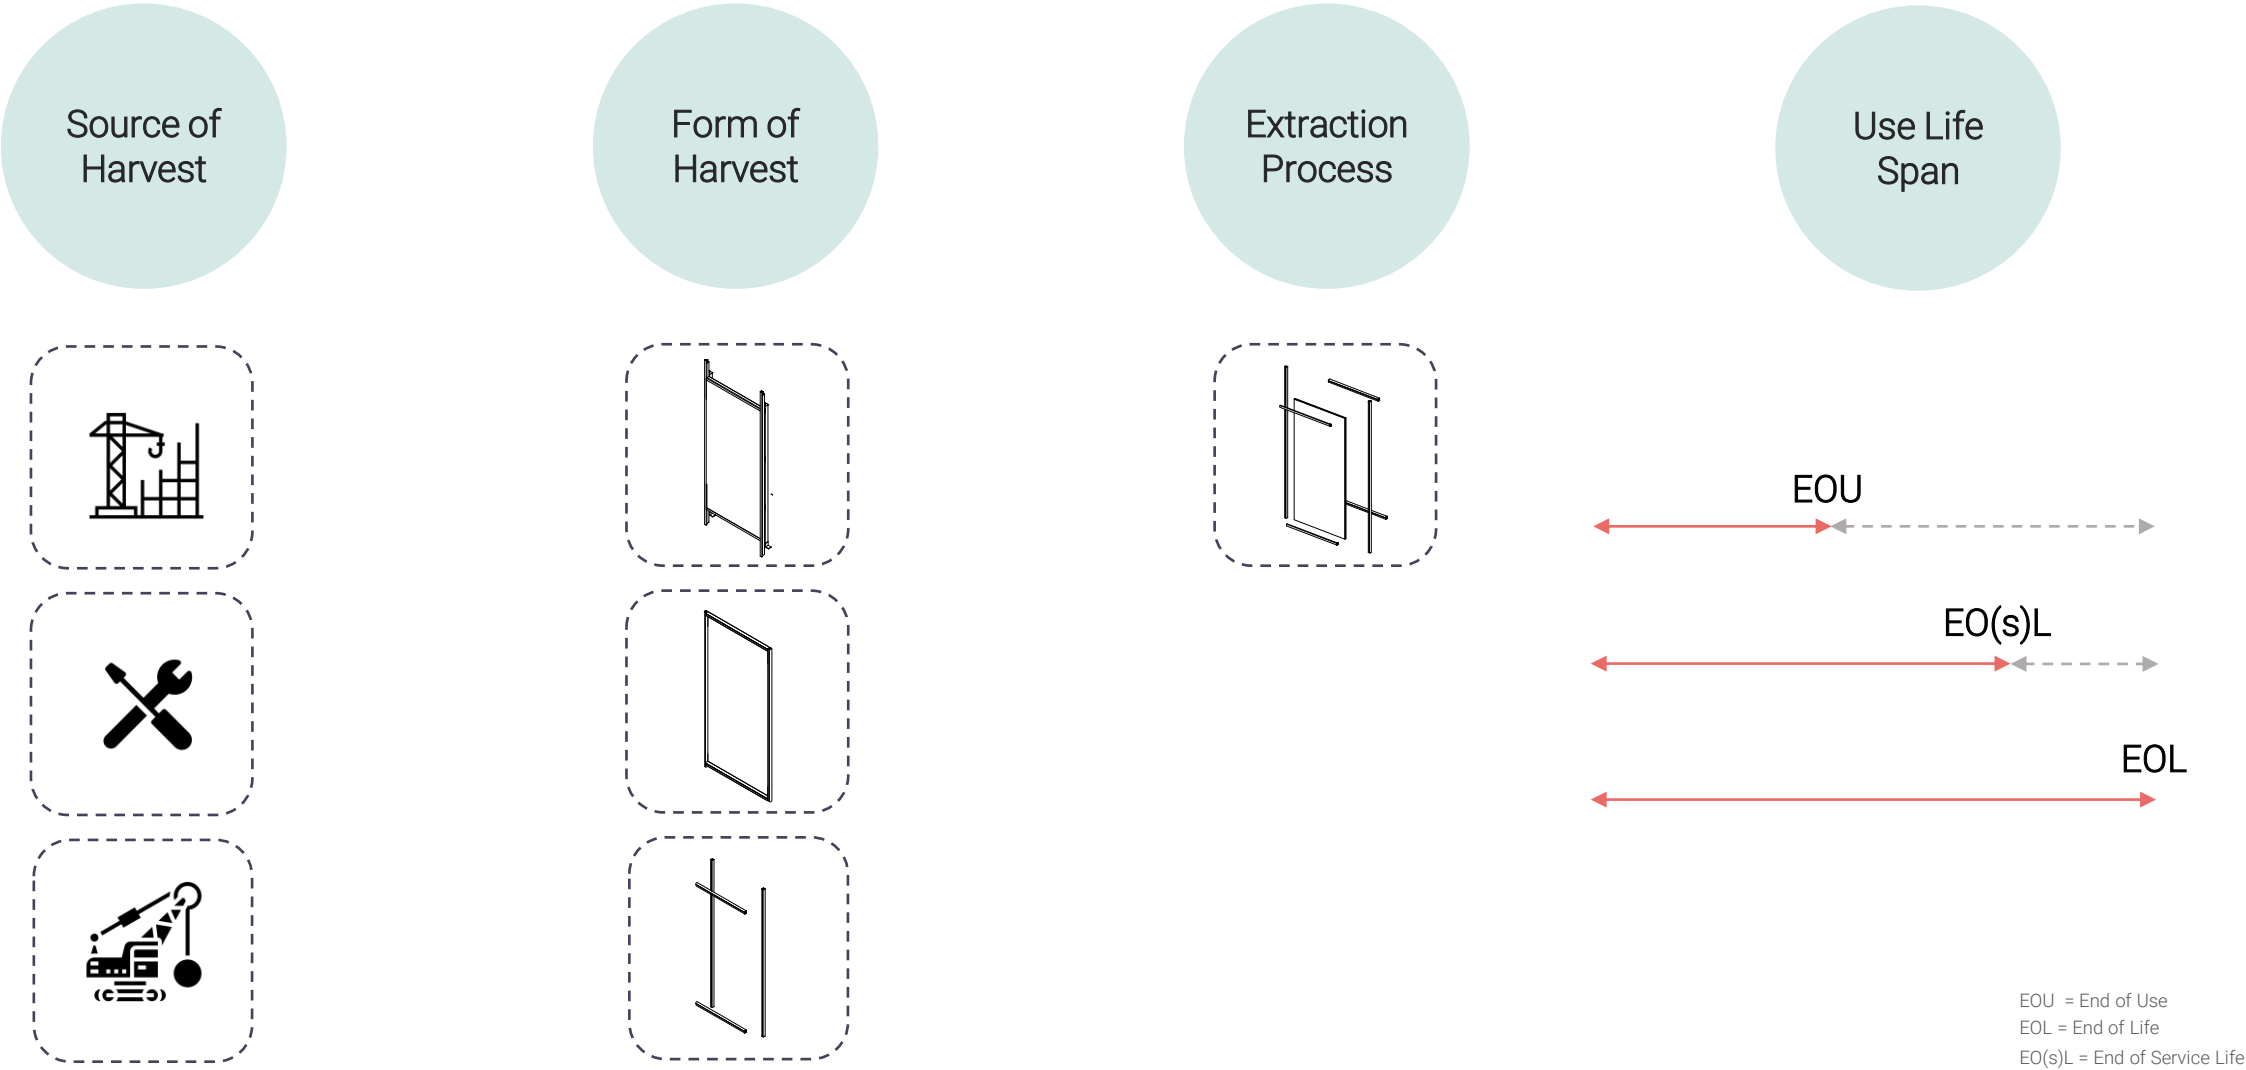 Source of
Harvest
Form of
Harvest
Extraction
Process
Use Life
Span
EOU
EO(s)L
EOL
EOU = End of Use
EOL = End of Life
EO(s)L = End of Service Life